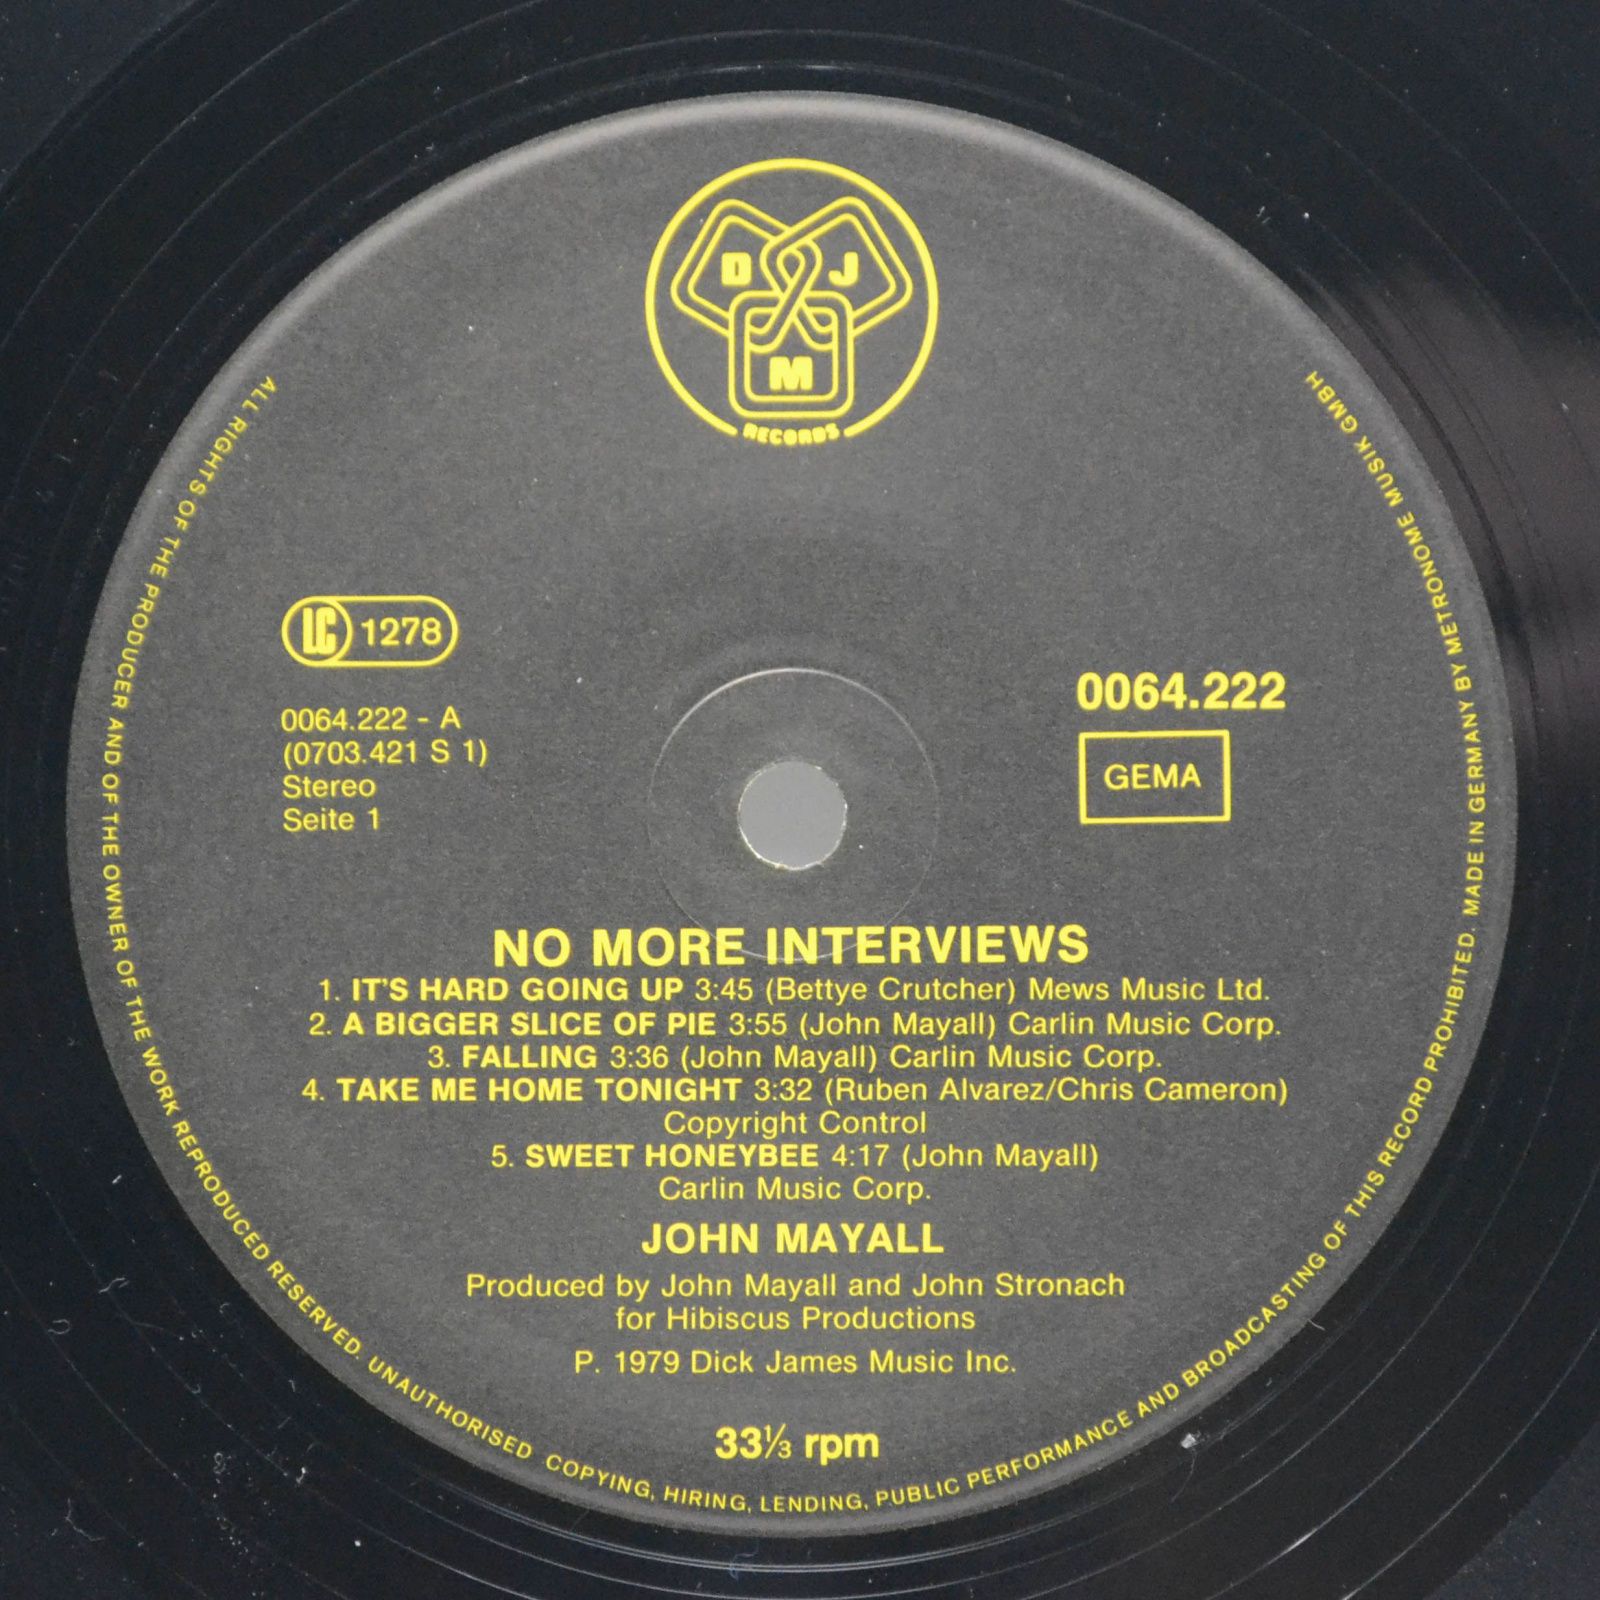 D J
M
RECORDS
LC 1278
0064.222 - A
(0703.421 S 1)
Stereo
Seite 1
0064.222
GEMA
NO MORE INTERVIEWS
1. IT'S HARD GOING UP 3:45 (Bettye Crutcher) Mews Music Ltd.
2. A BIGGER SLICE OF PIE 3:55 (John Mayall) Carlin Music Corp.
3. FALLING 3:36 (John Mayall) Carlin Music Corp.
4. TAKE ME HOME TONIGHT 3:32 (Ruben Alvarez/Chris Cameron)
Copyright Control
5. SWEET HONEYBEE 4:17 (John Mayall)
Carlin Music Corp.
JOHN MAYALL
Produced by John Mayall and John Stronach
for Hibiscus Productions
P. 1979 Dick James Music Inc.
33⅓ rpm
ALL RIGHTS OF THE PRODUCER AND OF THE OWNER OF THE WORK REPRODUCED RESERVED. UNAUTHORISED COPYING, HIRING, LENDING, PUBLIC PERFORMANCE AND BROADCASTING OF THIS RECORD PROHIBITED. MADE IN GERMANY BY METRONOME MUSIK GMBH